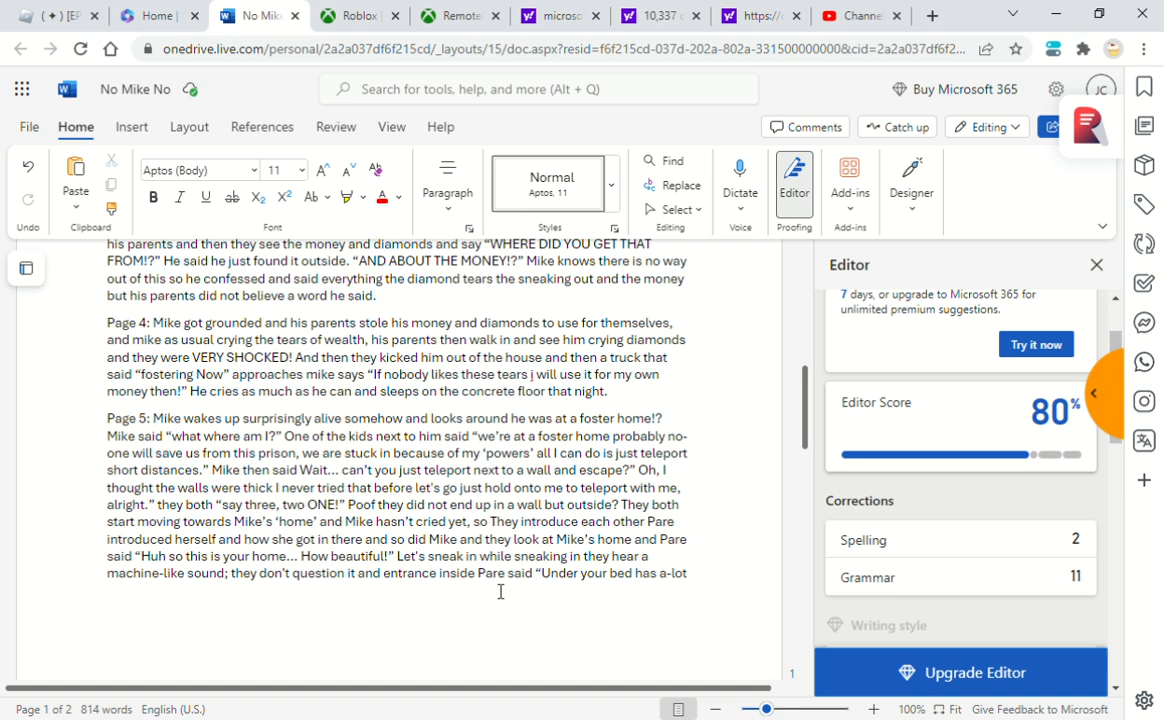 ( ✦ ) [EP
Home |
No Mike
Roblox |
Remote
microso
10,337
https://
Channe
onedrive.live.com/personal/2a2a037df6f215cd/_layouts/15/doc.aspx?resid=f6f215cd-037d-202a-802a-331500000000&cid=2a2a037df6f2...
No Mike No
Search for tools, help, and more (Alt + Q)
Buy Microsoft 365
JC
File Home Insert Layout References Review View Help
Comments
Catch up
Editing
Paste
Aptos (Body)
11
Paragraph
Normal
Aptos, 11
Find
Replace
Select
Dictate
Editor
Add-ins
Designer
Undo
Clipboard
Font
Styles
Editing
Voice
Proofing
Add-ins
his parents and then they see the money and diamonds and say “WHERE DID YOU GET THAT
FROM!?” He said he just found it outside. “AND ABOUT THE MONEY!?” Mike knows there is no way
out of this so he confessed and said everything the diamond tears the sneaking out and the money
but his parents did not believe a word he said.
Page 4: Mike got grounded and his parents stole his money and diamonds to use for themselves,
and mike as usual crying the tears of wealth, his parents then walk in and see him crying diamonds
and they were VERY SHOCKED! And then they kicked him out of the house and then a truck that
said “fostering Now” approaches mike says “If nobody likes these tears j will use it for my own
money then!” He cries as much as he can and sleeps on the concrete floor that night.
Page 5: Mike wakes up surprisingly alive somehow and looks around he was at a foster home!?
Mike said “what where am I?” One of the kids next to him said “we’re at a foster home probably no-
one will save us from this prison, we are stuck in because of my ‘powers’ all I can do is just teleport
short distances.” Mike then said Wait... can’t you just teleport next to a wall and escape?” Oh, I
thought the walls were thick I never tried that before let’s go just hold onto me to teleport with me,
alright.” they both “say three, two ONE!” Poof they did not end up in a wall but outside? They both
start moving towards Mike’s ‘home’ and Mike hasn’t cried yet, so They introduce each other Pare
introduced herself and how she got in there and so did Mike and they look at Mike’s home and Pare
said “Huh so this is your home... How beautiful!” Let’s sneak in while sneaking in they hear a
machine-like sound; they don’t question it and entrance inside Pare said “Under your bed has a-lot
Editor
7 days, or upgrade to Microsoft 365 for
unlimited premium suggestions.
Try it now
Editor Score
80%
Corrections
Spelling 2
Grammar 11
Writing style
Upgrade Editor
1
Page 1 of 2 814 words English (U.S.)
100% Fit Give Feedback to Microsoft